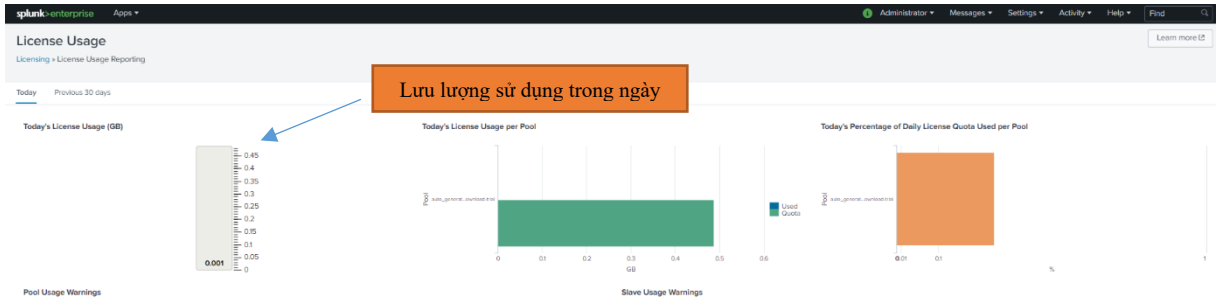 splunk>enterprise Apps ▾
Administrator ▾ Messages ▾ Settings ▾ Activity ▾ Help ▾ Find
License Usage
Learn more
Licensing » License Usage Reporting
Lưu lượng sử dụng trong ngày
Today Previous 30 days
Today's License Usage (GB)
0.45
0.4
0.35
0.3
0.25
0.2
0.15
0.1
0.05
0
0.001
Today's License Usage per Pool
Pool
Used
Quota
0 0.1 0.2 0.3 0.4 0.5 0.6
GB
Today's Percentage of Daily License Quota Used per Pool
Pool
0.01 0.1 1
%
Pool Usage Warnings
Slave Usage Warnings